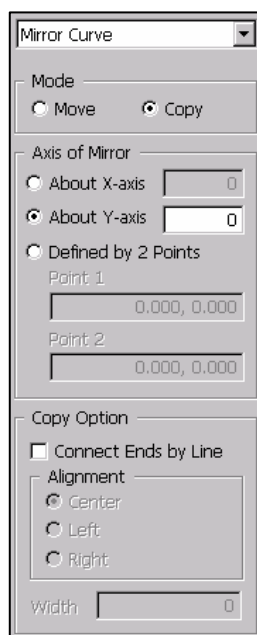 Mirror Curve
Mode
Move Copy
Axis of Mirror
About X-axis 0
About Y-axis 0
Defined by 2 Points
Point 1
0.000, 0.000
Point 2
0.000, 0.000
Copy Option
Connect Ends by Line
Alignment
Center
Left
Right
Width 0